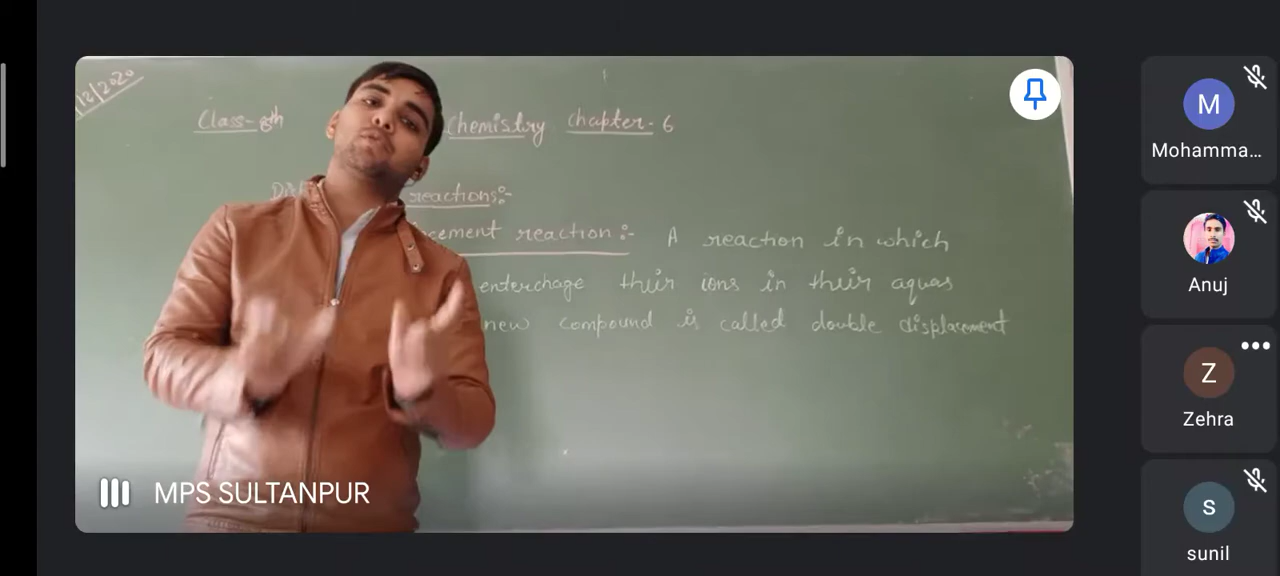 12/2020
Class-8th Chemistry Chapter-6
reactions:-
cement reaction :- A reaction in which
enterchage their ions in their aquas
new compound is called double displacement
MPS SULTANPUR
M
Mohamma...
Anuj
Z
Zehra
s
sunil